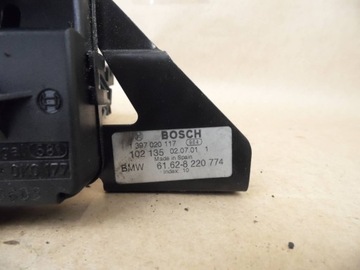 BOSCH
1 397 020 117
102 135 02.07.01 1
Made in Spain
BMW 61.62-8 220 774
Index 10